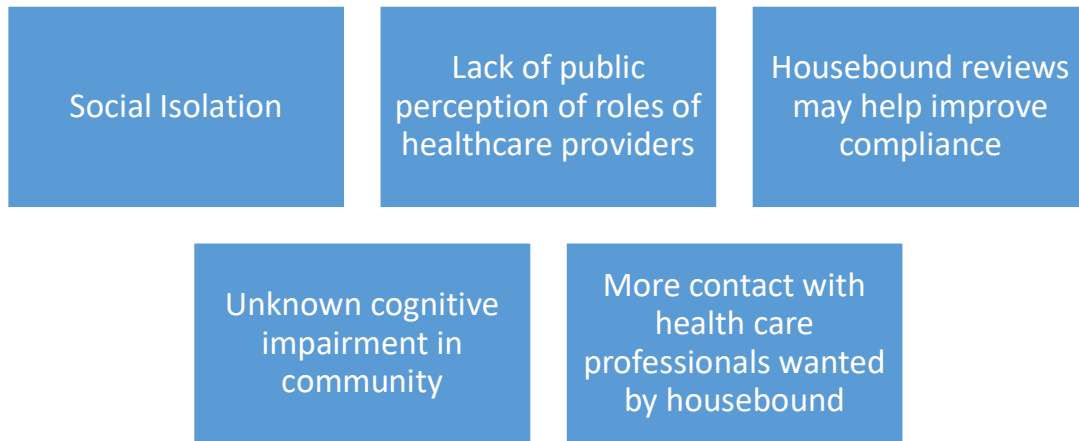 Social Isolation
Lack of public
perception of roles of
healthcare providers
Housebound reviews
may help improve
compliance
Unknown cognitive
impairment in
community
More contact with
health care
professionals wanted
by housebound